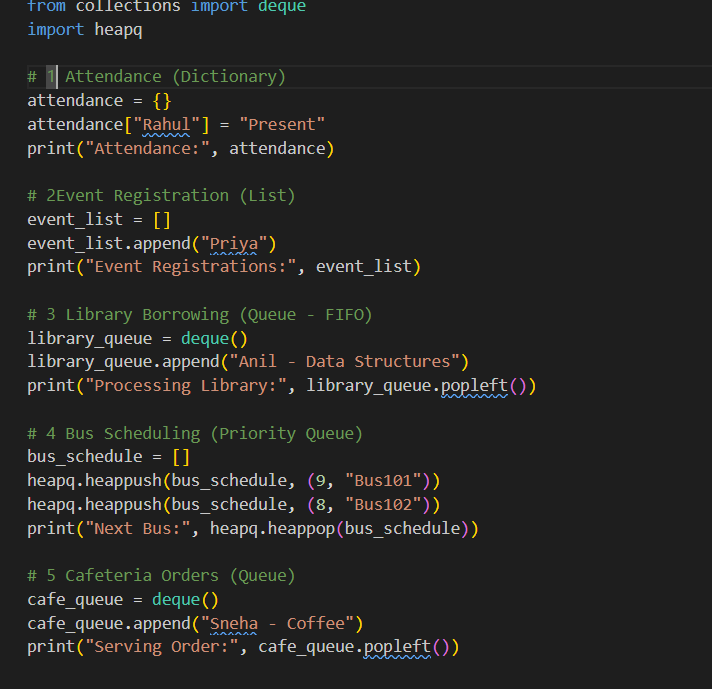 from collections import deque
import heapq
# 1 Attendance (Dictionary)
attendance = {}
attendance["Rahul"] = "Present"
print("Attendance:", attendance)
# 2Event Registration (List)
event_list = []
event_list.append("Priya")
print("Event Registrations:", event_list)
# 3 Library Borrowing (Queue - FIFO)
library_queue = deque()
library_queue.append("Anil - Data Structures")
print("Processing Library:", library_queue.popleft())
# 4 Bus Scheduling (Priority Queue)
bus_schedule = []
heapq.heappush(bus_schedule, (9, "Bus101"))
heapq.heappush(bus_schedule, (8, "Bus102"))
print("Next Bus:", heapq.heappop(bus_schedule))
# 5 Cafeteria Orders (Queue)
cafe_queue = deque()
cafe_queue.append("Sneha - Coffee")
print("Serving Order:", cafe_queue.popleft())